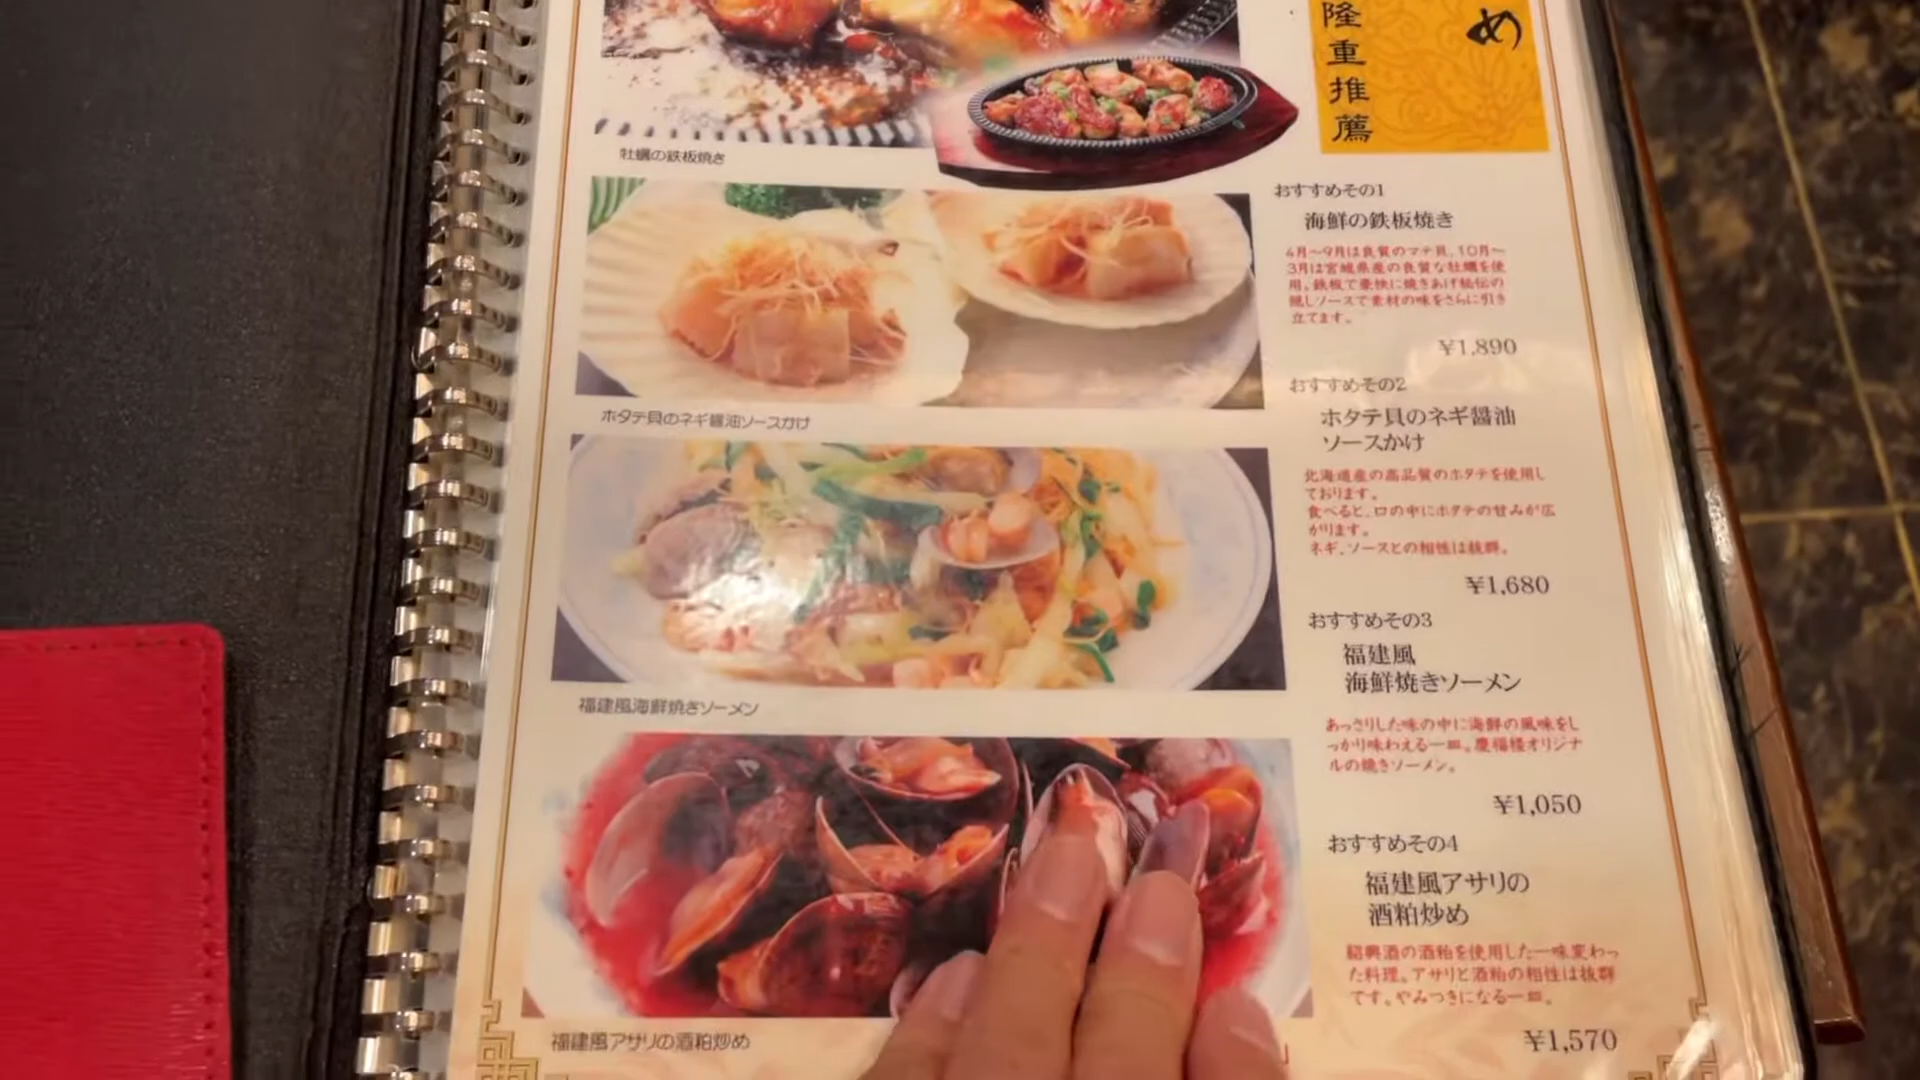 め
隆重推薦
牡蠣の鉄板焼き
おすすめその1
海鮮の鉄板焼き
4月～9月は良質のマテ貝、10月～
3月は宮城県産の良質な牡蠣を使
用。鉄板で豪快に焼きあげ秘伝の
隠しソースで素材の味をさらに引き
立てます。
¥1,890
ホタテ貝のネギ醤油ソースかけ
おすすめその2
ホタテ貝のネギ醤油
ソースかけ
北海道産の高品質のホタテを使用し
ております。
食べると、口の中にホタテの甘みが広
がります。
ネギ、ソースとの相性は抜群。
¥1,680
福建風海鮮焼きソーメン
おすすめその3
福建風
海鮮焼きソーメン
あっさりした味の中に海鮮の風味をし
っかり味わえる一皿。慶福楼オリジナ
ルの焼きソーメン。
¥1,050
福建風アサリの酒粕炒め
おすすめその4
福建風アサリの
酒粕炒め
紹興酒の酒粕を使用した一味変わっ
た料理。アサリと酒粕の相性は抜群
です。やみつきになる一皿。
¥1,570